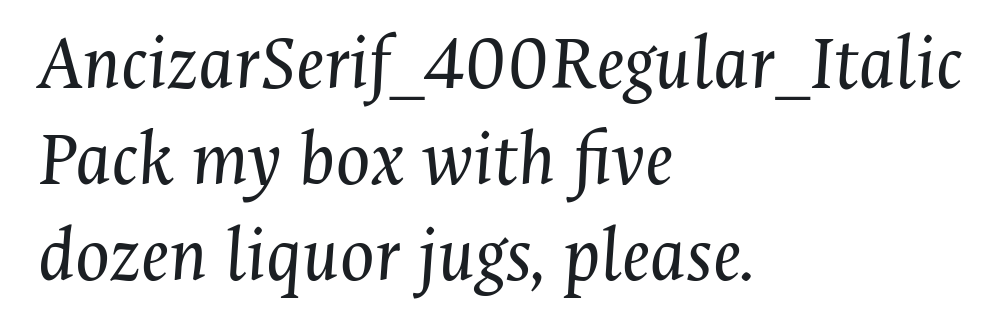 AncizarSerif_400Regular_Italic
Pack my box with five
dozen liquor jugs, please.